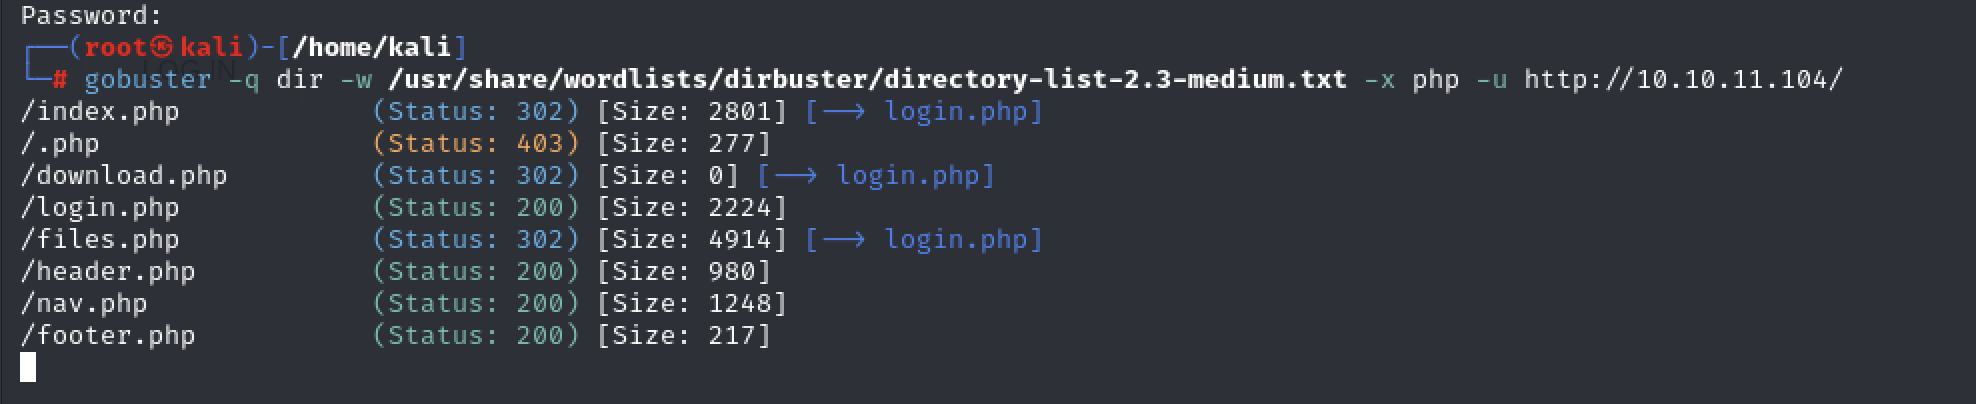 Password:
┌──(root㉿kali)-[/home/kali]
LOG IN
└─# gobuster -q dir -w /usr/share/wordlists/dirbuster/directory-list-2.3-medium.txt -x php -u http://10.10.11.104/
/index.php (Status: 302) [Size: 2801] [--> login.php]
/.php (Status: 403) [Size: 277]
/download.php (Status: 302) [Size: 0] [--> login.php]
/login.php (Status: 200) [Size: 2224]
/files.php (Status: 302) [Size: 4914] [--> login.php]
/header.php (Status: 200) [Size: 980]
/nav.php (Status: 200) [Size: 1248]
/footer.php (Status: 200) [Size: 217]